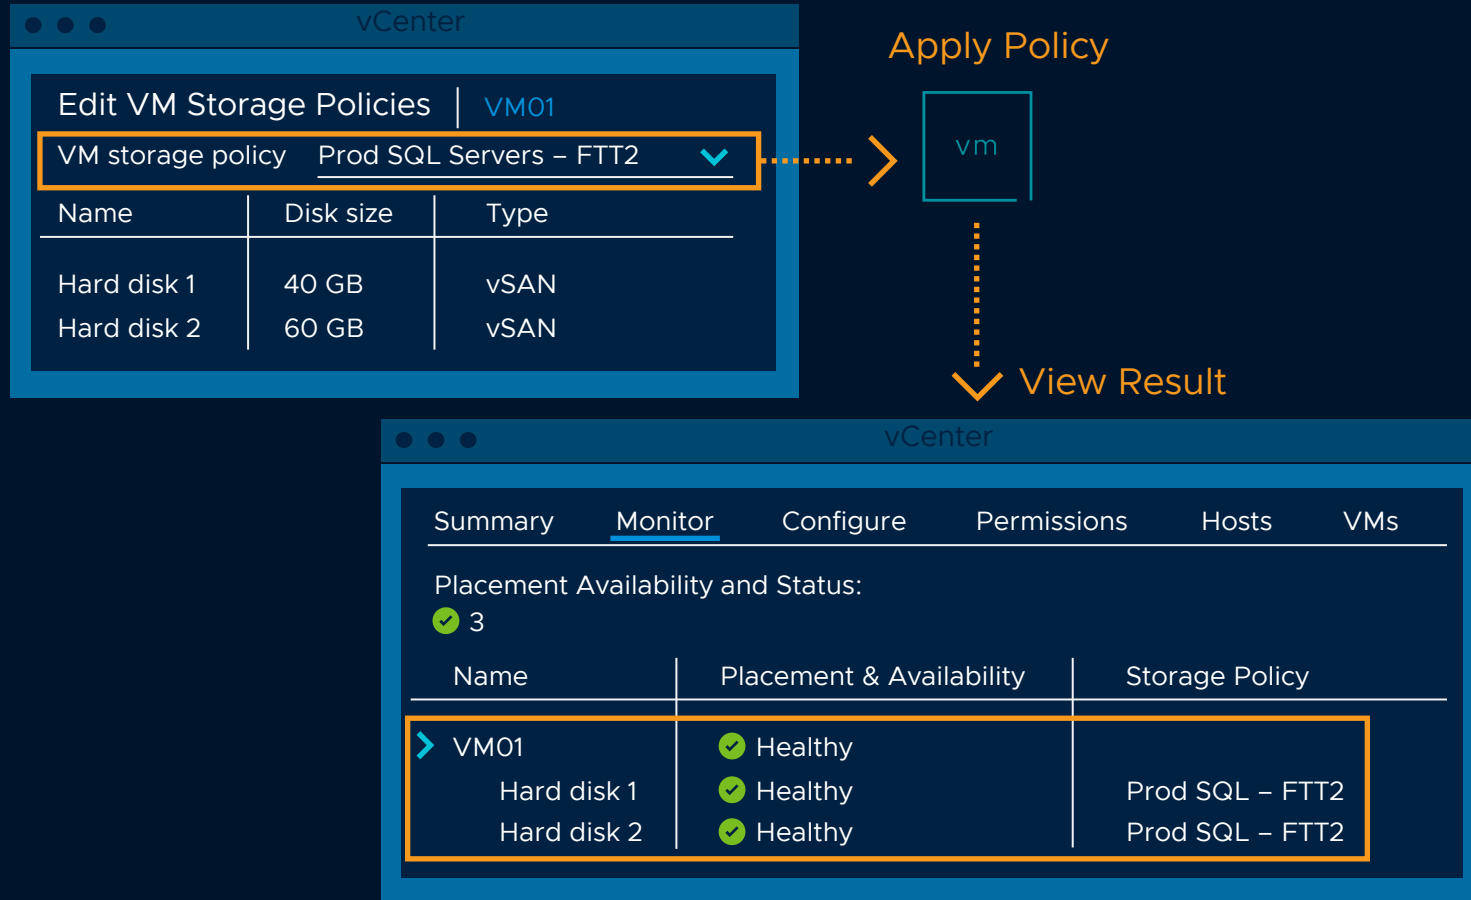 vCenter
Apply Policy
Edit VM Storage Policies VM01
VM storage policy Prod SQL Servers – FTT2
vm
Name Disk size Type
Hard disk 1 40 GB vSAN
Hard disk 2 60 GB vSAN
View Result
vCenter
Summary Monitor Configure Permissions Hosts VMs
Placement Availability and Status:
3
Name Placement & Availability Storage Policy
VM01 Healthy
Hard disk 1 Healthy Prod SQL – FTT2
Hard disk 2 Healthy Prod SQL – FTT2